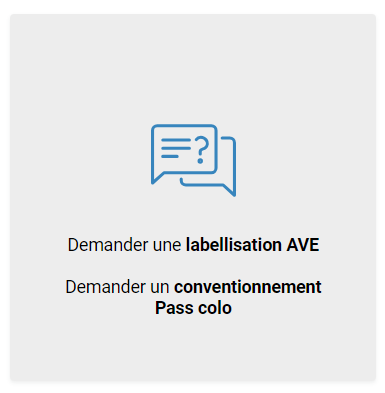 ?
Demander une labellisation AVE
Demander un conventionnement
Pass colo